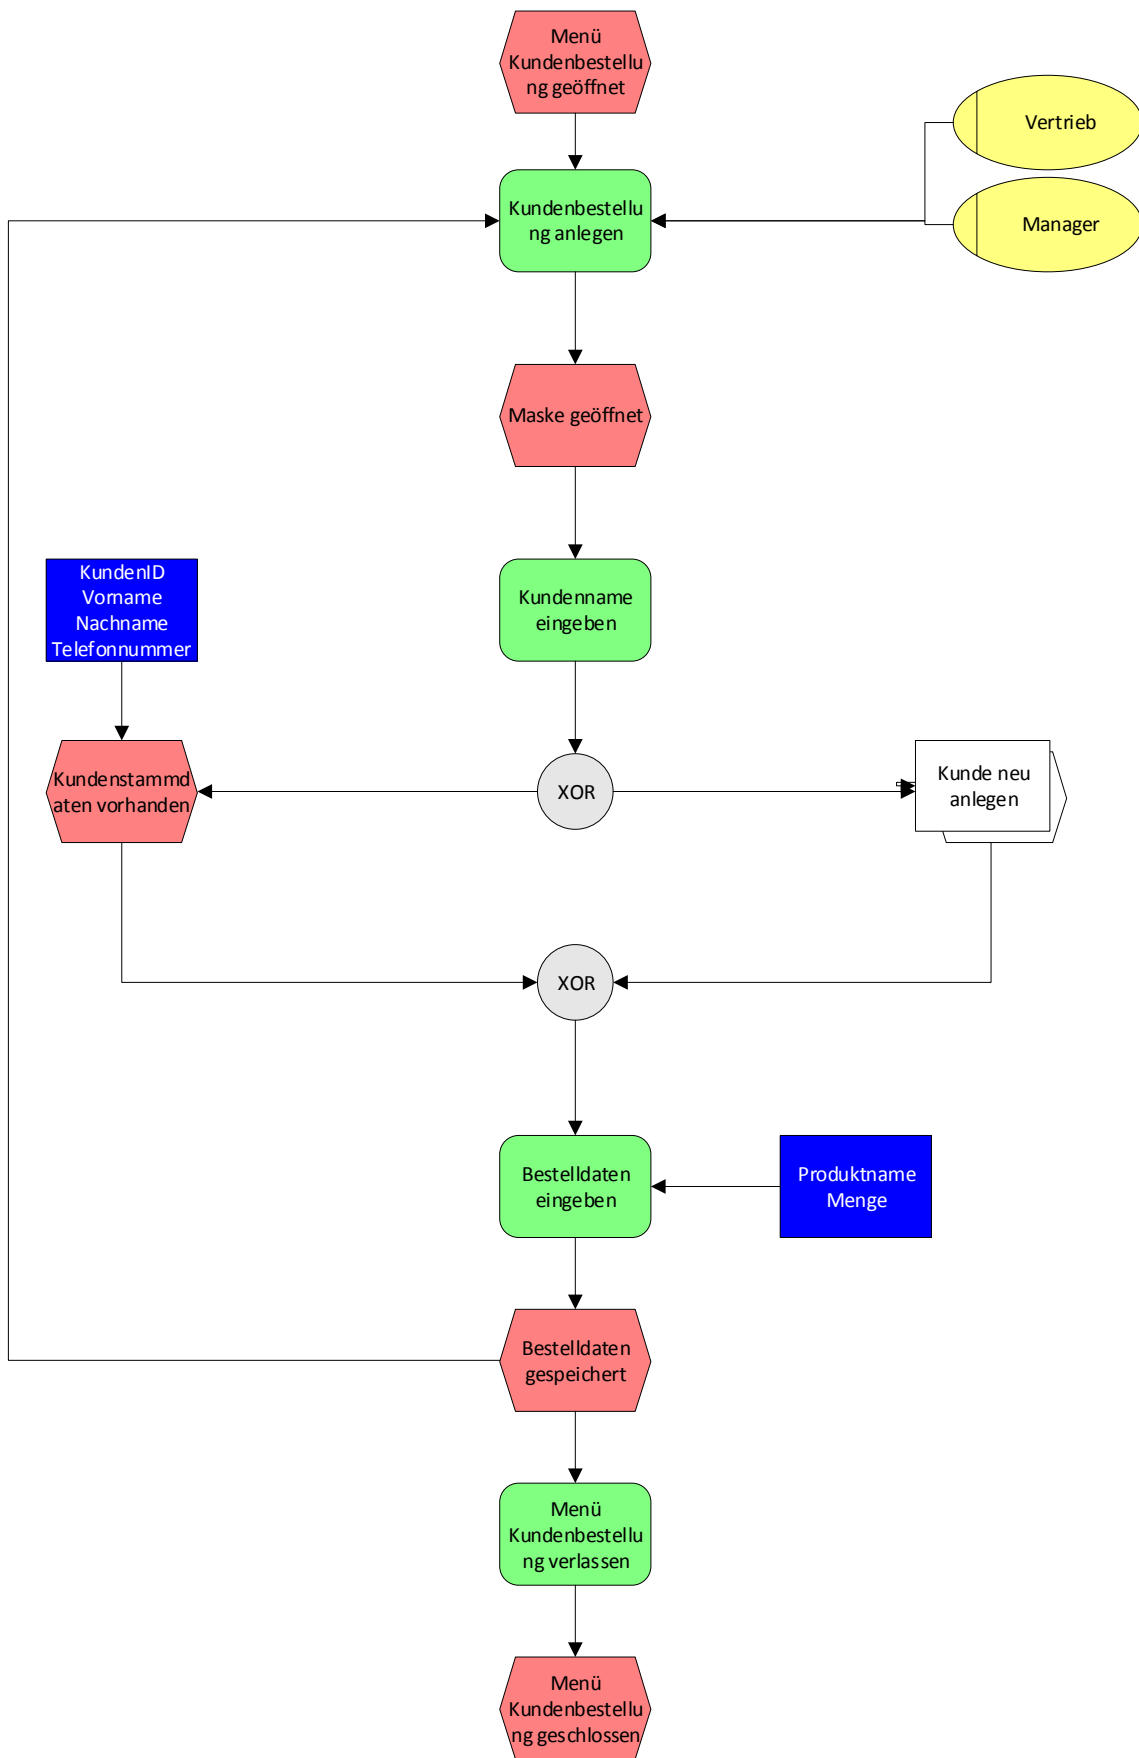 Menü
Kundenbestellu
ng geöffnet
Vertrieb
Kundenbestellu
ng anlegen
Manager
Maske geöffnet
KundenID
Vorname
Nachname
Telefonnummer
Kundenname
eingeben
Kundenstammd
aten vorhanden
XOR
Kunde neu
anlegen
XOR
Bestelldaten
eingeben
Produktname
Menge
Bestelldaten
gespeichert
Menü
Kundenbestellu
ng verlassen
Menü
Kundenbestellu
ng geschlossen